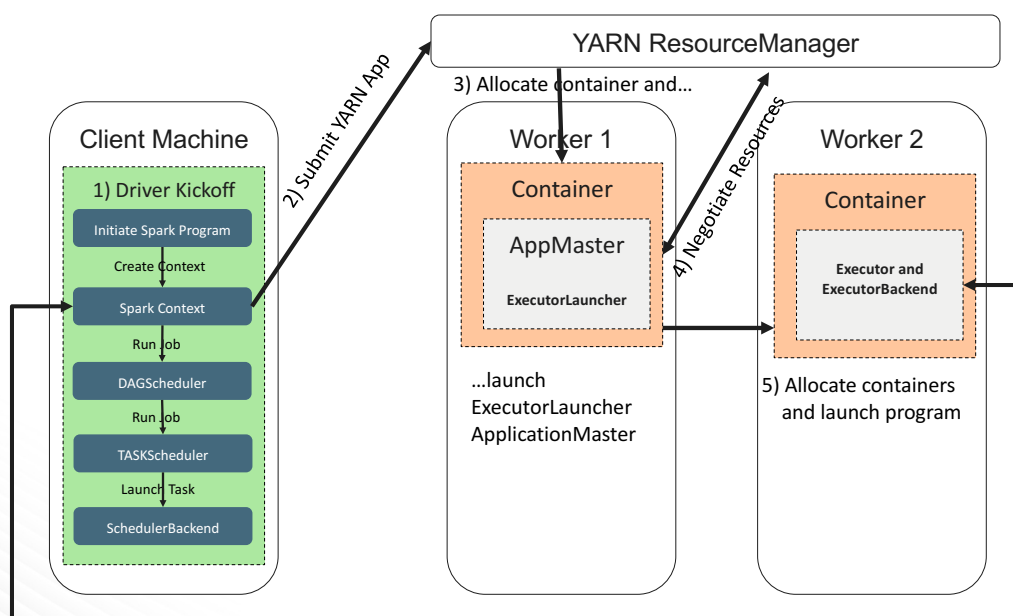 YARN ResourceManager
2) Submit YARN App
3) Allocate container and…
4) Negotiate Resources
Client Machine
1) Driver Kickoff
Initiate Spark Program
Create Context
Spark Context
Run Job
DAGScheduler
Run Job
TASKScheduler
Launch Task
SchedulerBackend
Worker 1
Container
AppMaster
ExecutorLauncher
…launch
ExecutorLauncher
ApplicationMaster
Worker 2
Container
Executor and
ExecutorBackend
5) Allocate containers
and launch program